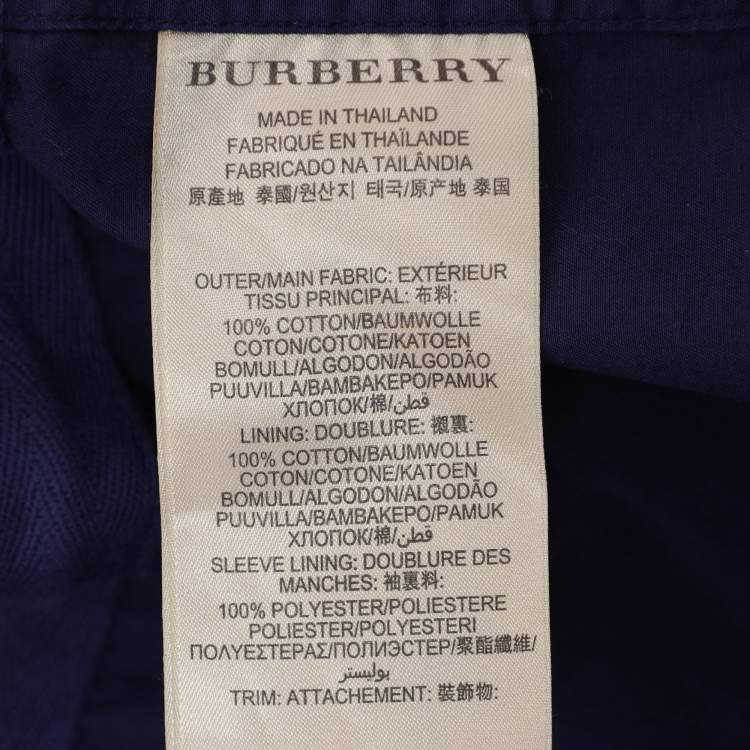 BURBERRY
MADE IN THAILAND
FABRIQUÉ EN THAÏLANDE
FABRICADO NA TAILÂNDIA
原產地 泰國/원산지 태국/原产地 泰国
OUTER/MAIN FABRIC: EXTÉRIEUR
TISSU PRINCIPAL: 布料:
100% COTTON/BAUMWOLLE
COTON/COTONE/KATOEN
BOMULL/ALGODON/ALGODÃO
PUUVILLA/BAMBAKEPO/PAMUK
ХЛОПОК/棉/قطن
LINING: DOUBLURE: 襯裏:
100% COTTON/BAUMWOLLE
COTON/COTONE/KATOEN
BOMULL/ALGODON/ALGODÃO
PUUVILLA/BAMBAKEPO/PAMUK
ХЛОПОК/棉/قطن
SLEEVE LINING: DOUBLURE DES
MANCHES: 袖裏料:
100% POLYESTER/POLIESTERE
POLIESTER/POLYESTERI
ΠΟΛΥΕΣΤΕΡΑΣ/ПОЛИЭСТЕР/聚酯纖維/
بوليستر
TRIM: ATTACHEMENT: 裝飾物: